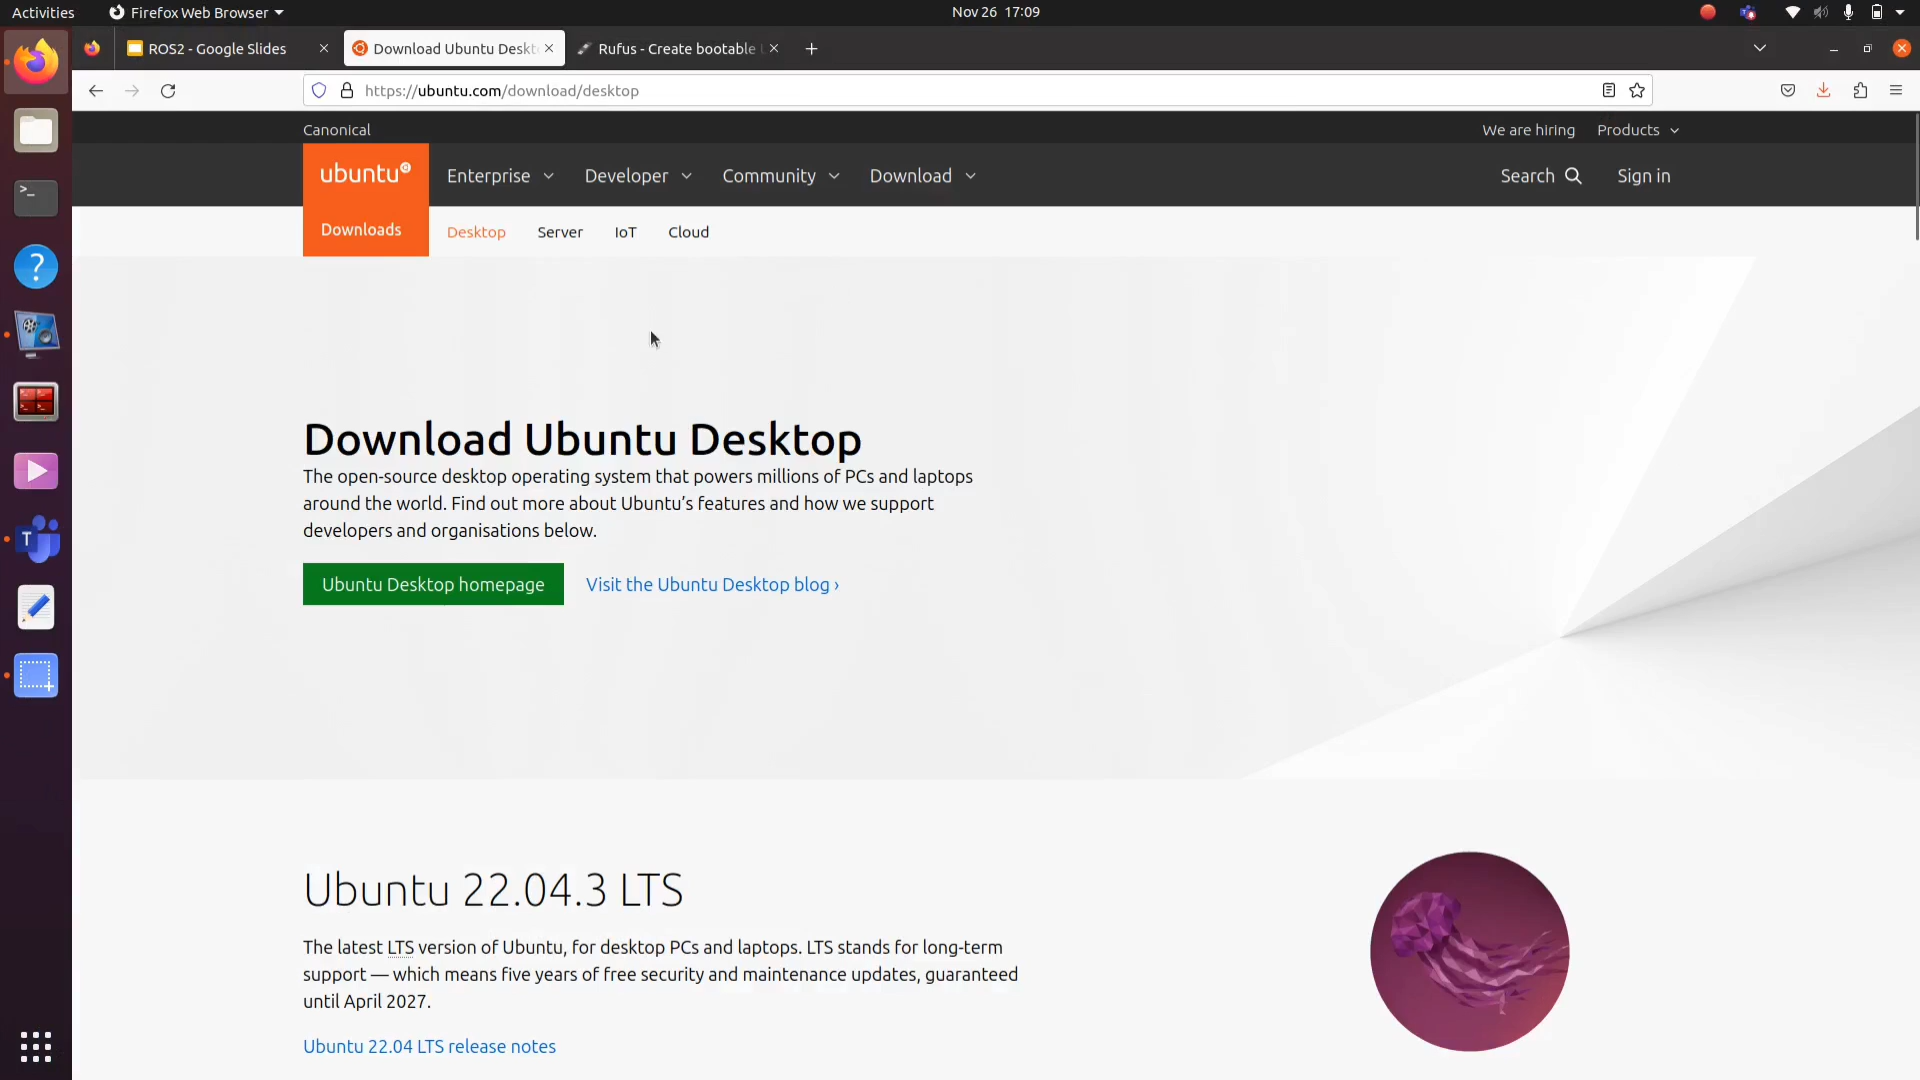 Activities
Firefox Web Browser
Nov 26 17:09
ROS2 - Google Slides
Download Ubuntu Deskt
Rufus - Create bootable
https://ubuntu.com/download/desktop
Canonical
We are hiring
Products
ubuntu
Enterprise
Developer
Community
Download
Search
Sign in
Downloads
Desktop
Server
IoT
Cloud
Download Ubuntu Desktop
The open-source desktop operating system that powers millions of PCs and laptops
around the world. Find out more about Ubuntu’s features and how we support
developers and organisations below.
Ubuntu Desktop homepage
Visit the Ubuntu Desktop blog ›
Ubuntu 22.04.3 LTS
The latest LTS version of Ubuntu, for desktop PCs and laptops. LTS stands for long-term
support — which means five years of free security and maintenance updates, guaranteed
until April 2027.
Ubuntu 22.04 LTS release notes